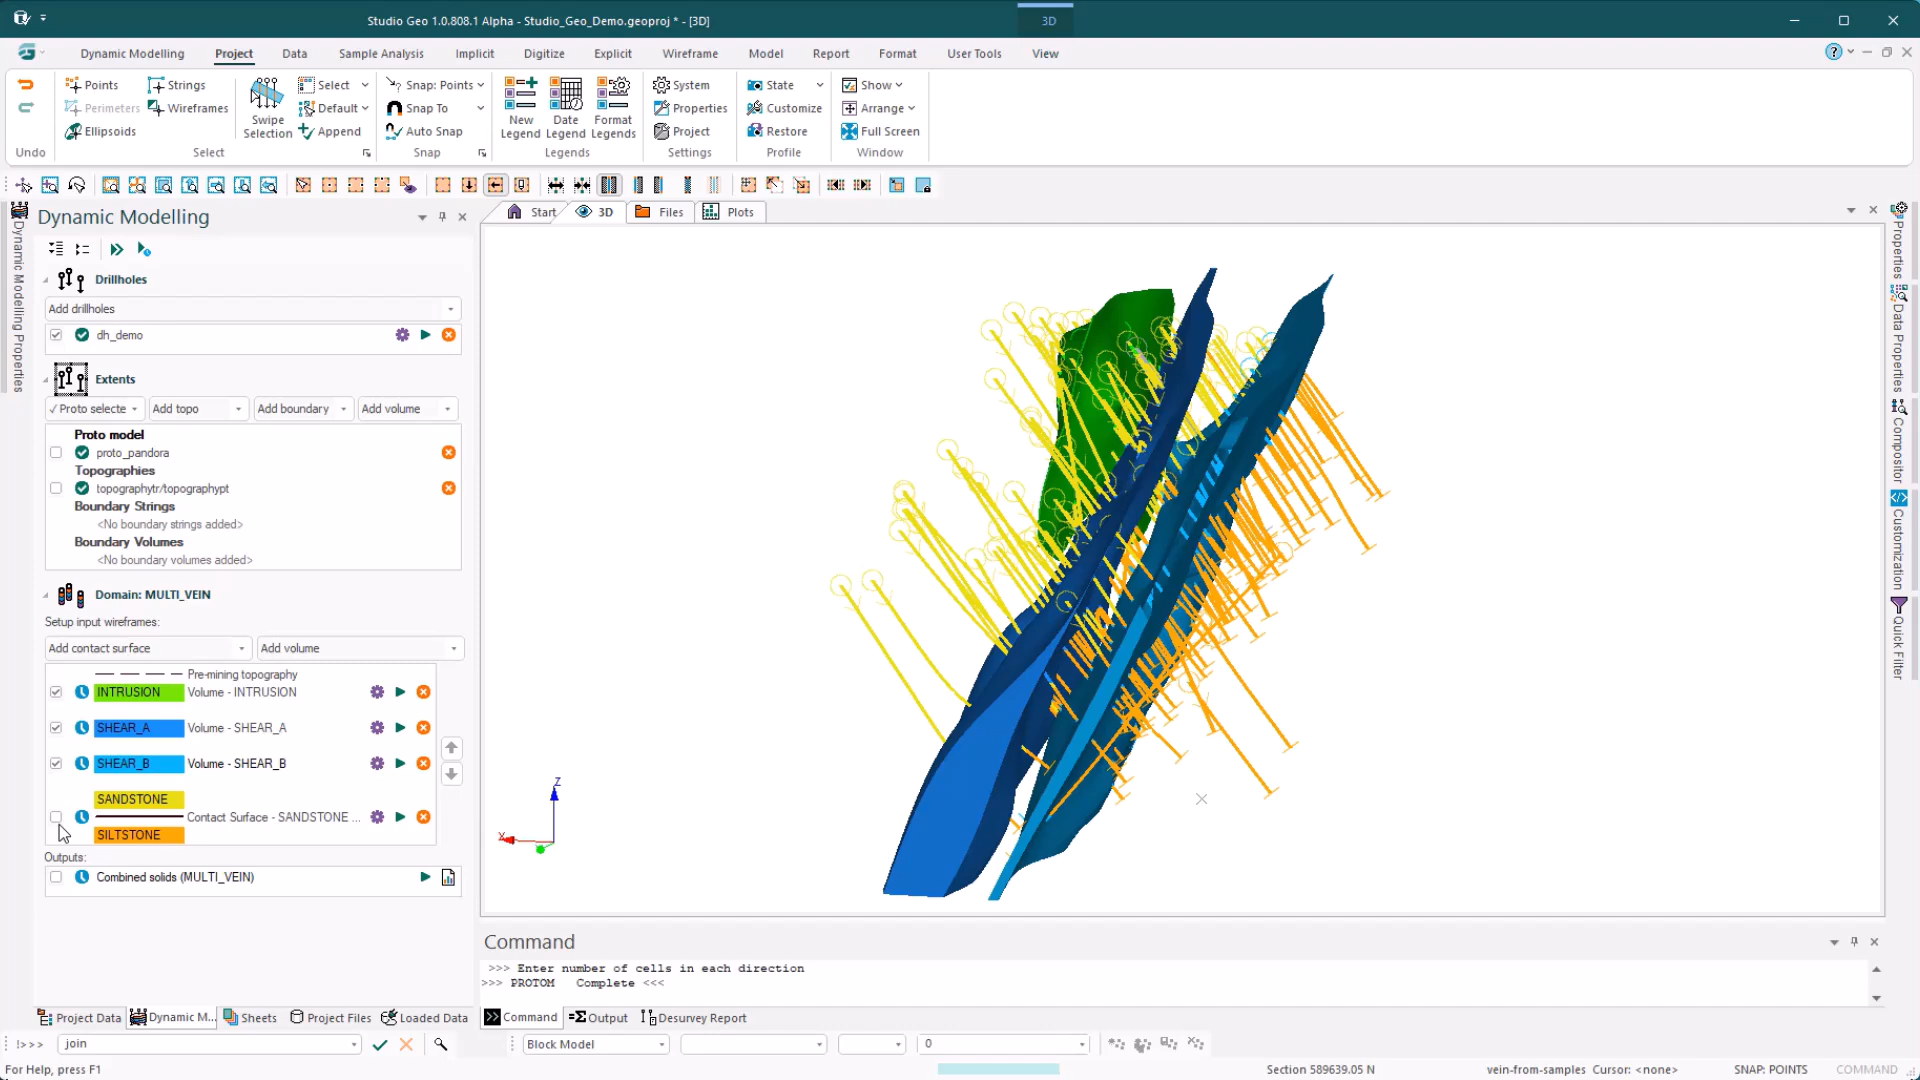 Studio Geo 1.0.808.1 Alpha - Studio_Geo_Demo.geoproj * - [3D]
3D
Dynamic Modelling
Project
Data
Sample Analysis
Implicit
Digitize
Explicit
Wireframe
Model
Report
Format
User Tools
View
Points
Strings
Perimeters
Wireframes
Ellipsoids
Swipe Selection
Select
Default
Append
Snap: Points
Snap To
Auto Snap
New Legend
Date Legend
Format Legends
System
Properties
Project
State
Customize
Restore
Show
Arrange
Full Screen
Undo
Select
Snap
Legends
Settings
Profile
Window
Dynamic Modelling
Start
3D
Files
Plots
Dynamic Modelling Properties
Drillholes
Add drillholes
dh_demo
Extents
Proto selecte
Add topo
Add boundary
Add volume
Proto model
proto_pandora
Topographies
topographytr/topographypt
Boundary Strings
<No boundary strings added>
Boundary Volumes
<No boundary volumes added>
Domain: MULTI_VEIN
Setup input wireframes:
Add contact surface
Add volume
Pre-mining topography
INTRUSION
Volume - INTRUSION
SHEAR_A
Volume - SHEAR_A
SHEAR_B
Volume - SHEAR_B
SANDSTONE
Contact Surface - SANDSTONE ...
SILTSTONE
Outputs:
Combined solids (MULTI_VEIN)
Z
X
Properties
Data Properties
Compositor
Customization
Quick Filter
Command
>>> Enter number of cells in each direction
>>> PROTOM Complete <<<
Project Data
Dynamic M...
Sheets
Project Files
Loaded Data
Command
Output
Desurvey Report
!>>>
join
Block Model
0
For Help, press F1
Section 589639.05 N
vein-from-samples Cursor: <none>
SNAP: POINTS
COMMAND